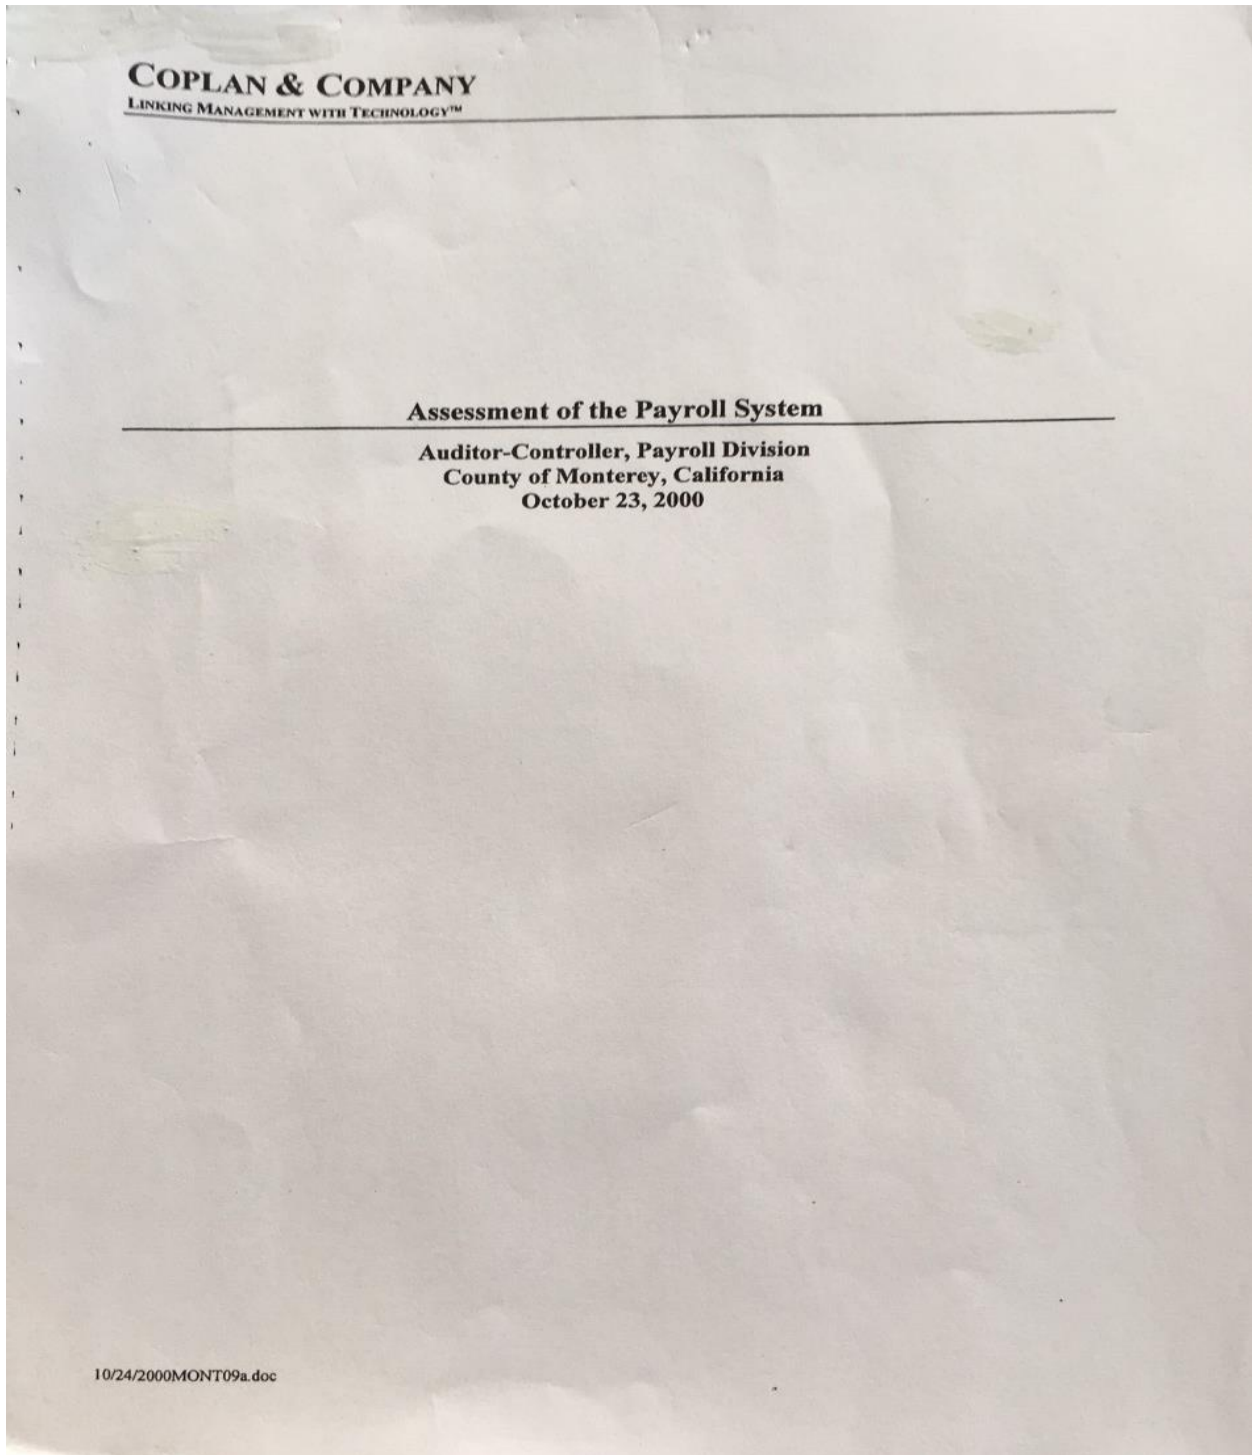 COPLAN & COMPANY
LINKING MANAGEMENT WITH TECHNOLOGY™
Assessment of the Payroll System
Auditor-Controller, Payroll Division
County of Monterey, California
October 23, 2000
10/24/2000MONT09a.doc